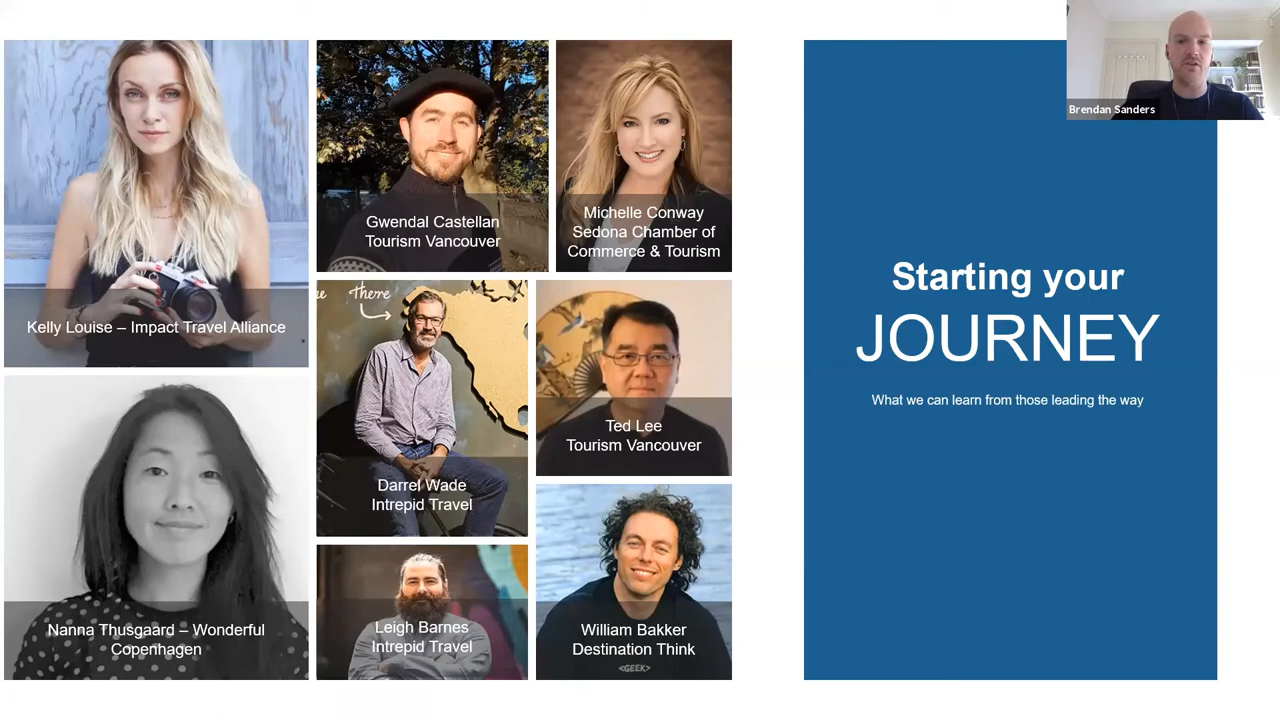 Brendan Sanders
Kelly Louise – Impact Travel Alliance
Gwendal Castellan
Tourism Vancouver
Michelle Conway
Sedona Chamber of
Commerce & Tourism
There
Darrel Wade
Intrepid Travel
Ted Lee
Tourism Vancouver
Nanna Thusgaard – Wonderful
Copenhagen
Leigh Barnes
Intrepid Travel
William Bakker
Destination Think
<GEEK>
Starting your
JOURNEY
What we can learn from those leading the way